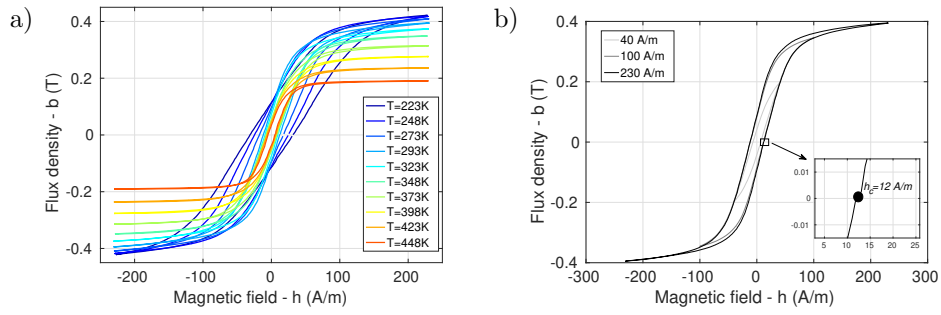 a)
Flux density - b (T)
0.4
0.2
0
-0.2
-0.4
-200
-100
0
100
200
Magnetic field - h (A/m)
T=223K
T=248K
T=273K
T=293K
T=323K
T=348K
T=373K
T=398K
T=423K
T=448K
b)
Flux density - b (T)
0.4
0.2
0
-0.2
-0.4
-300
-200
-100
0
100
200
300
Magnetic field - h (A/m)
40 A/m
100 A/m
230 A/m
0.01
0
-0.01
5
10
15
20
25
h_c=12 A/m